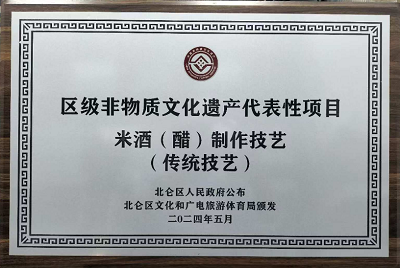 区级非物质文化遗产代表性项目
米酒（醋）制作技艺
（传统技艺）
北仑区人民政府公布
北仑区文化和广电旅游体育局颁发
二〇二四年五月